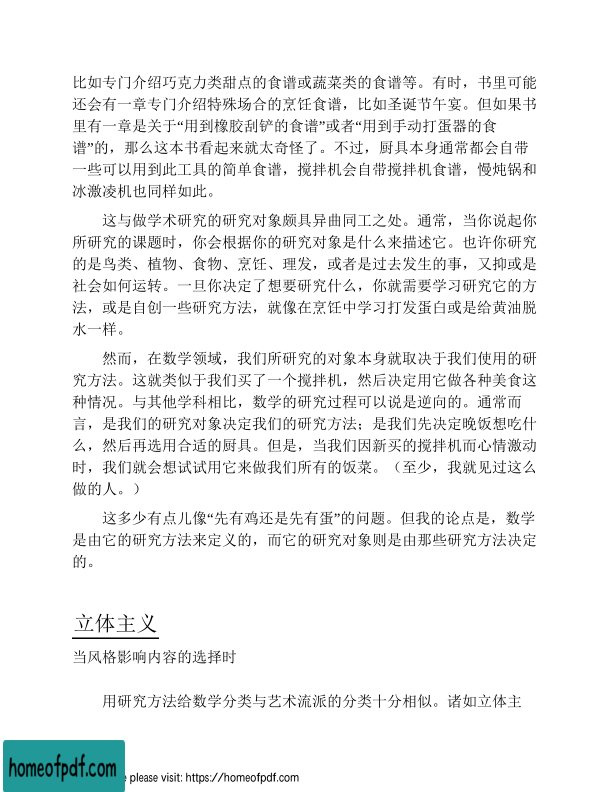 比如专门介绍巧克力类甜点的食谱或蔬菜类的食谱等。有时，书里可能
还会有一章专门介绍特殊场合的烹饪食谱，比如圣诞节午宴。但如果书
里有一章是关于“用到橡胶刮铲的食谱”或者“用到手动打蛋器的食
谱”的，那么这本书看起来就太奇怪了。不过，厨具本身通常都会自带
一些可以用到此工具的简单食谱，搅拌机会自带搅拌机食谱，慢炖锅和
冰激凌机也同样如此。
这与做学术研究的研究对象颇具异曲同工之处。通常，当你说起你
所研究的课题时，你会根据你的研究对象是什么来描述它。也许你研究
的是鸟类、植物、食物、烹饪、理发，或者是过去发生的事，又抑或是
社会如何运转。一旦你决定了想要研究什么，你就需要学习研究它的方
法，或是自创一些研究方法，就像在烹饪中学习打发蛋白或是给黄油脱
水一样。
然而，在数学领域，我们所研究的对象本身就取决于我们使用的研
究方法。这就类似于我们买了一个搅拌机，然后决定用它做各种美食这
种情况。与其他学科相比，数学的研究过程可以说是逆向的。通常而
言，是我们的研究对象决定我们的研究方法；是我们先决定晚饭想吃什
么，然后再选用合适的厨具。但是，当我们因新买的搅拌机而心情激动
时，我们就会想试试用它来做我们所有的饭菜。（至少，我就见过这么
做的人。）
这多少有点儿像“先有鸡还是先有蛋”的问题。但我的论点是，数学
是由它的研究方法来定义的，而它的研究对象则是由那些研究方法决定
的。
立体主义
当风格影响内容的选择时
用研究方法给数学分类与艺术流派的分类十分相似。诸如立体主
homeofpdf.com
e please visit: https://homeofpdf.com